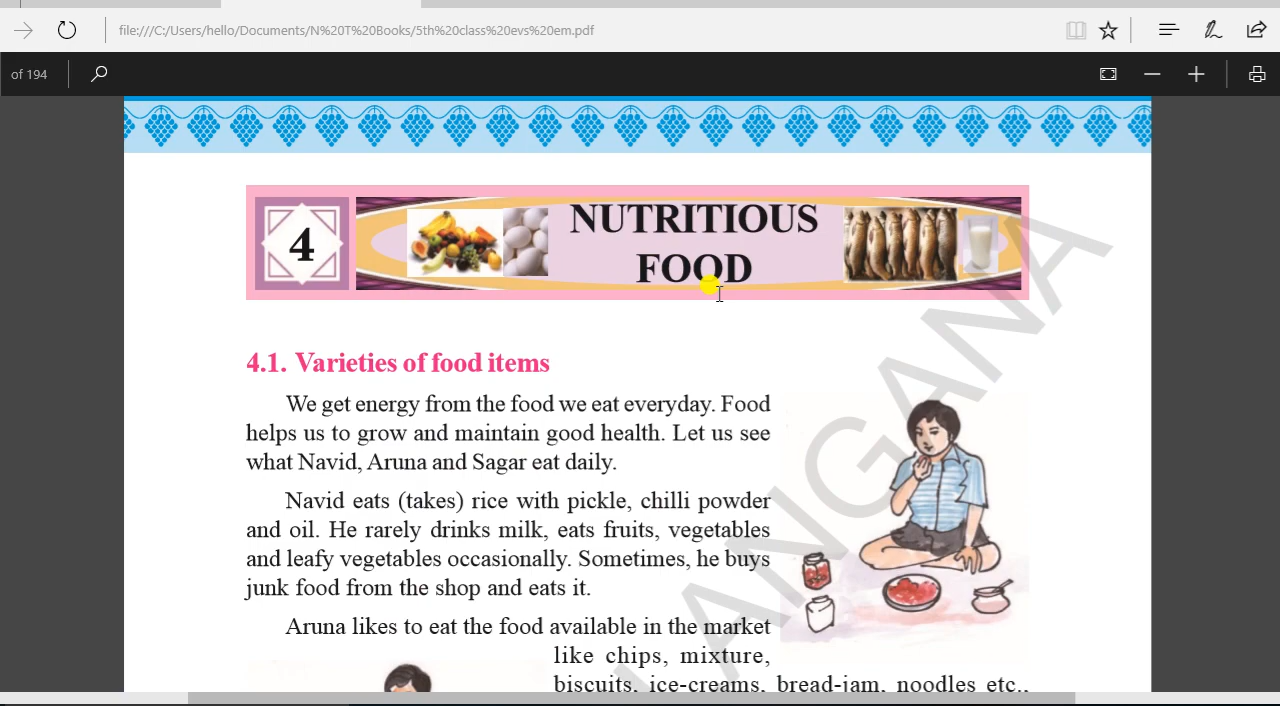 file:///C:/Users/hello/Documents/N%20T%20Books/5th%20class%20evs%20em.pdf
of 194
4
NUTRITIOUS
FOOD
4.1. Varieties of food items
We get energy from the food we eat everyday. Food
helps us to grow and maintain good health. Let us see
what Navid, Aruna and Sagar eat daily.
Navid eats (takes) rice with pickle, chilli powder
and oil. He rarely drinks milk, eats fruits, vegetables
and leafy vegetables occasionally. Sometimes, he buys
junk food from the shop and eats it.
Aruna likes to eat the food available in the market
like chips, mixture,
biscuits, ice-creams, bread-jam, noodles etc.,
LANGANA